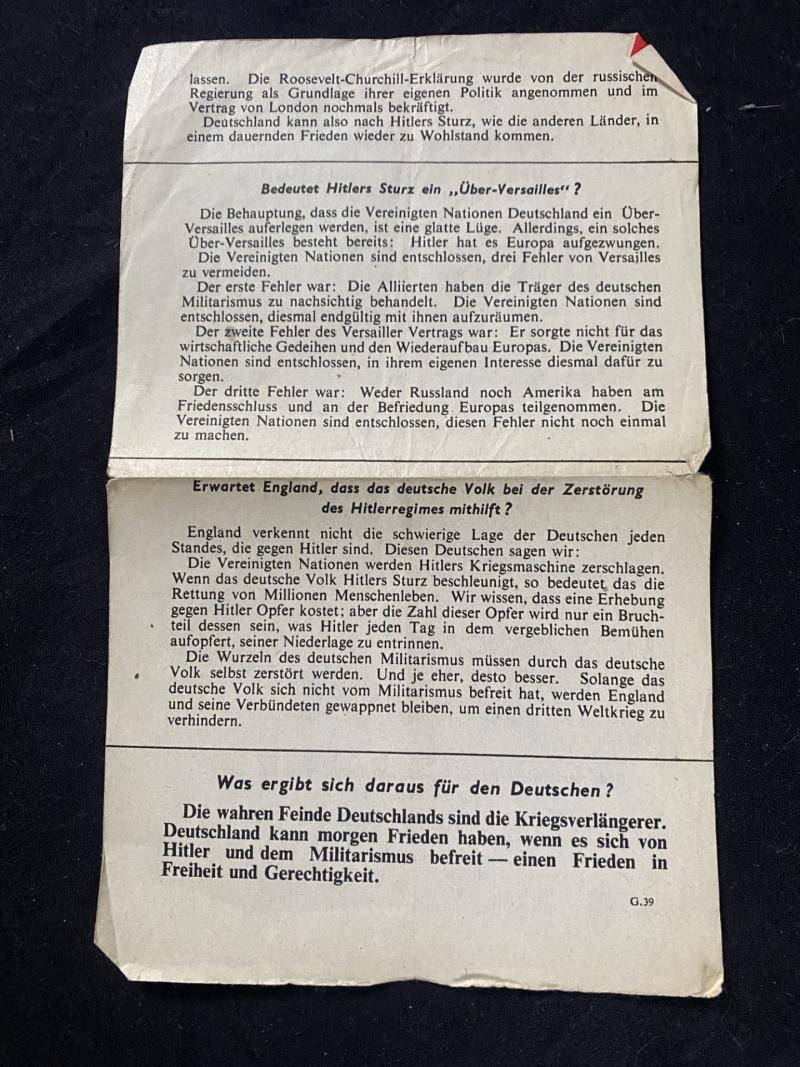 lassen. Die Roosevelt-Churchill-Erklärung wurde von der russischen
Regierung als Grundlage ihrer eigenen Politik angenommen und im
Vertrag von London nochmals bekräftigt.
Deutschland kann also nach Hitlers Sturz, wie die anderen Länder, in
einem dauernden Frieden wieder zu Wohlstand kommen.
Bedeutet Hitlers Sturz ein „Über-Versailles“?
Die Behauptung, dass die Vereinigten Nationen Deutschland ein Über-
Versailles auferlegen werden, ist eine glatte Lüge. Allerdings, ein solches
Über-Versailles besteht bereits: Hitler hat es Europa aufgezwungen.
Die Vereinigten Nationen sind entschlossen, drei Fehler von Versailles
zu vermeiden.
Der erste Fehler war: Die Alliierten haben die Träger des deutschen
Militarismus zu nachsichtig behandelt. Die Vereinigten Nationen sind
entschlossen, diesmal endgültig mit ihnen aufzuräumen.
Der zweite Fehler des Versailler Vertrags war: Er sorgte nicht für das
wirtschaftliche Gedeihen und den Wiederaufbau Europas. Die Vereinigten
Nationen sind entschlossen, in ihrem eigenen Interesse diesmal dafür zu
sorgen.
Der dritte Fehler war: Weder Russland noch Amerika haben am
Friedensschluss und an der Befriedung Europas teilgenommen. Die
Vereinigten Nationen sind entschlossen, diesen Fehler nicht noch einmal
zu machen.
Erwartet England, dass das deutsche Volk bei der Zerstörung
des Hitlerregimes mithilft?
England verkennt nicht die schwierige Lage der Deutschen jeden
Standes, die gegen Hitler sind. Diesen Deutschen sagen wir:
Die Vereinigten Nationen werden Hitlers Kriegsmaschine zerschlagen.
Wenn das deutsche Volk Hitlers Sturz beschleunigt, so bedeutet das die
Rettung von Millionen Menschenleben. Wir wissen, dass eine Erhebung
gegen Hitler Opfer kostet; aber die Zahl dieser Opfer wird nur ein Bruch-
teil dessen sein, was Hitler jeden Tag in dem vergeblichen Bemühen
aufopfert, seiner Niederlage zu entrinnen.
Die Wurzeln des deutschen Militarismus müssen durch das deutsche
Volk selbst zerstört werden. Und je eher, desto besser. Solange das
deutsche Volk sich nicht vom Militarismus befreit hat, werden England
und seine Verbündeten gewappnet bleiben, um einen dritten Weltkrieg zu
verhindern.
Was ergibt sich daraus für den Deutschen?
Die wahren Feinde Deutschlands sind die Kriegsverlängerer.
Deutschland kann morgen Frieden haben, wenn es sich von
Hitler und dem Militarismus befreit — einen Frieden in
Freiheit und Gerechtigkeit.
G.39